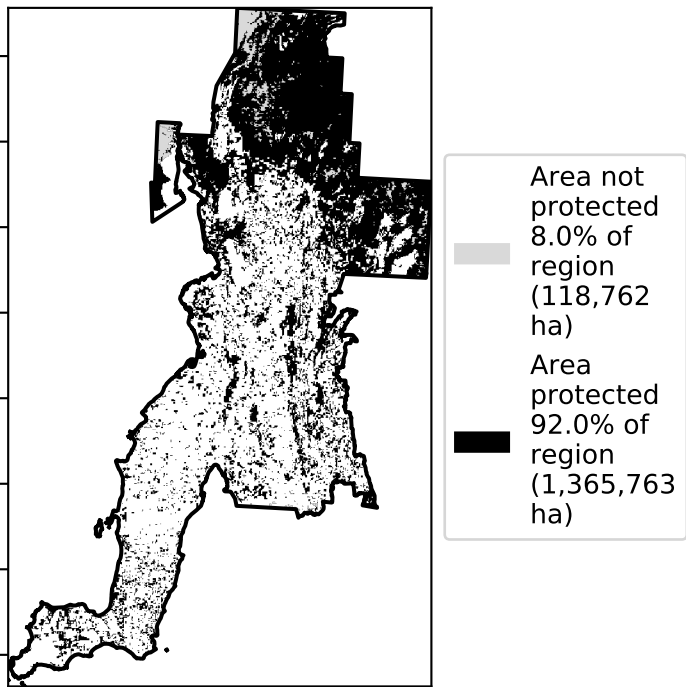 Area not
protected
8.0% of
region
(118,762
ha)
Area
protected
92.0% of
region
(1,365,763
ha)